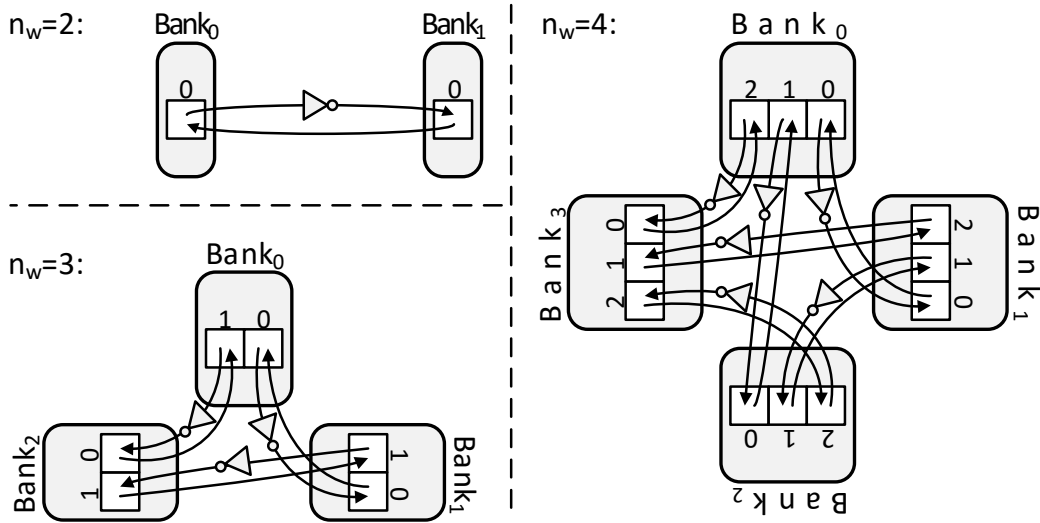 n_w=2:
Bank_0
Bank_1
0
0
n_w=3:
Bank_0
1 0
Bank_2
0
1
Bank_1
1
0
n_w=4:
Bank_0
2 1 0
Bank_3
0
1
2
Bank_1
2
1
0
0 1 2
Bank_2